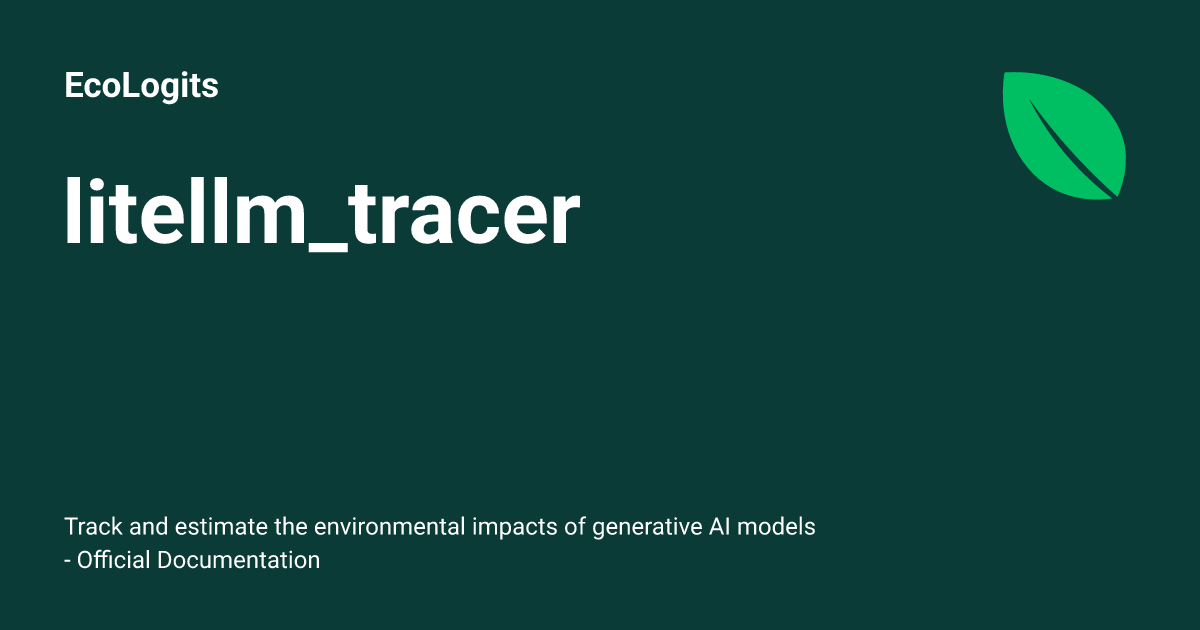 EcoLogits
litellm_tracer
Track and estimate the environmental impacts of generative AI models
- Official Documentation